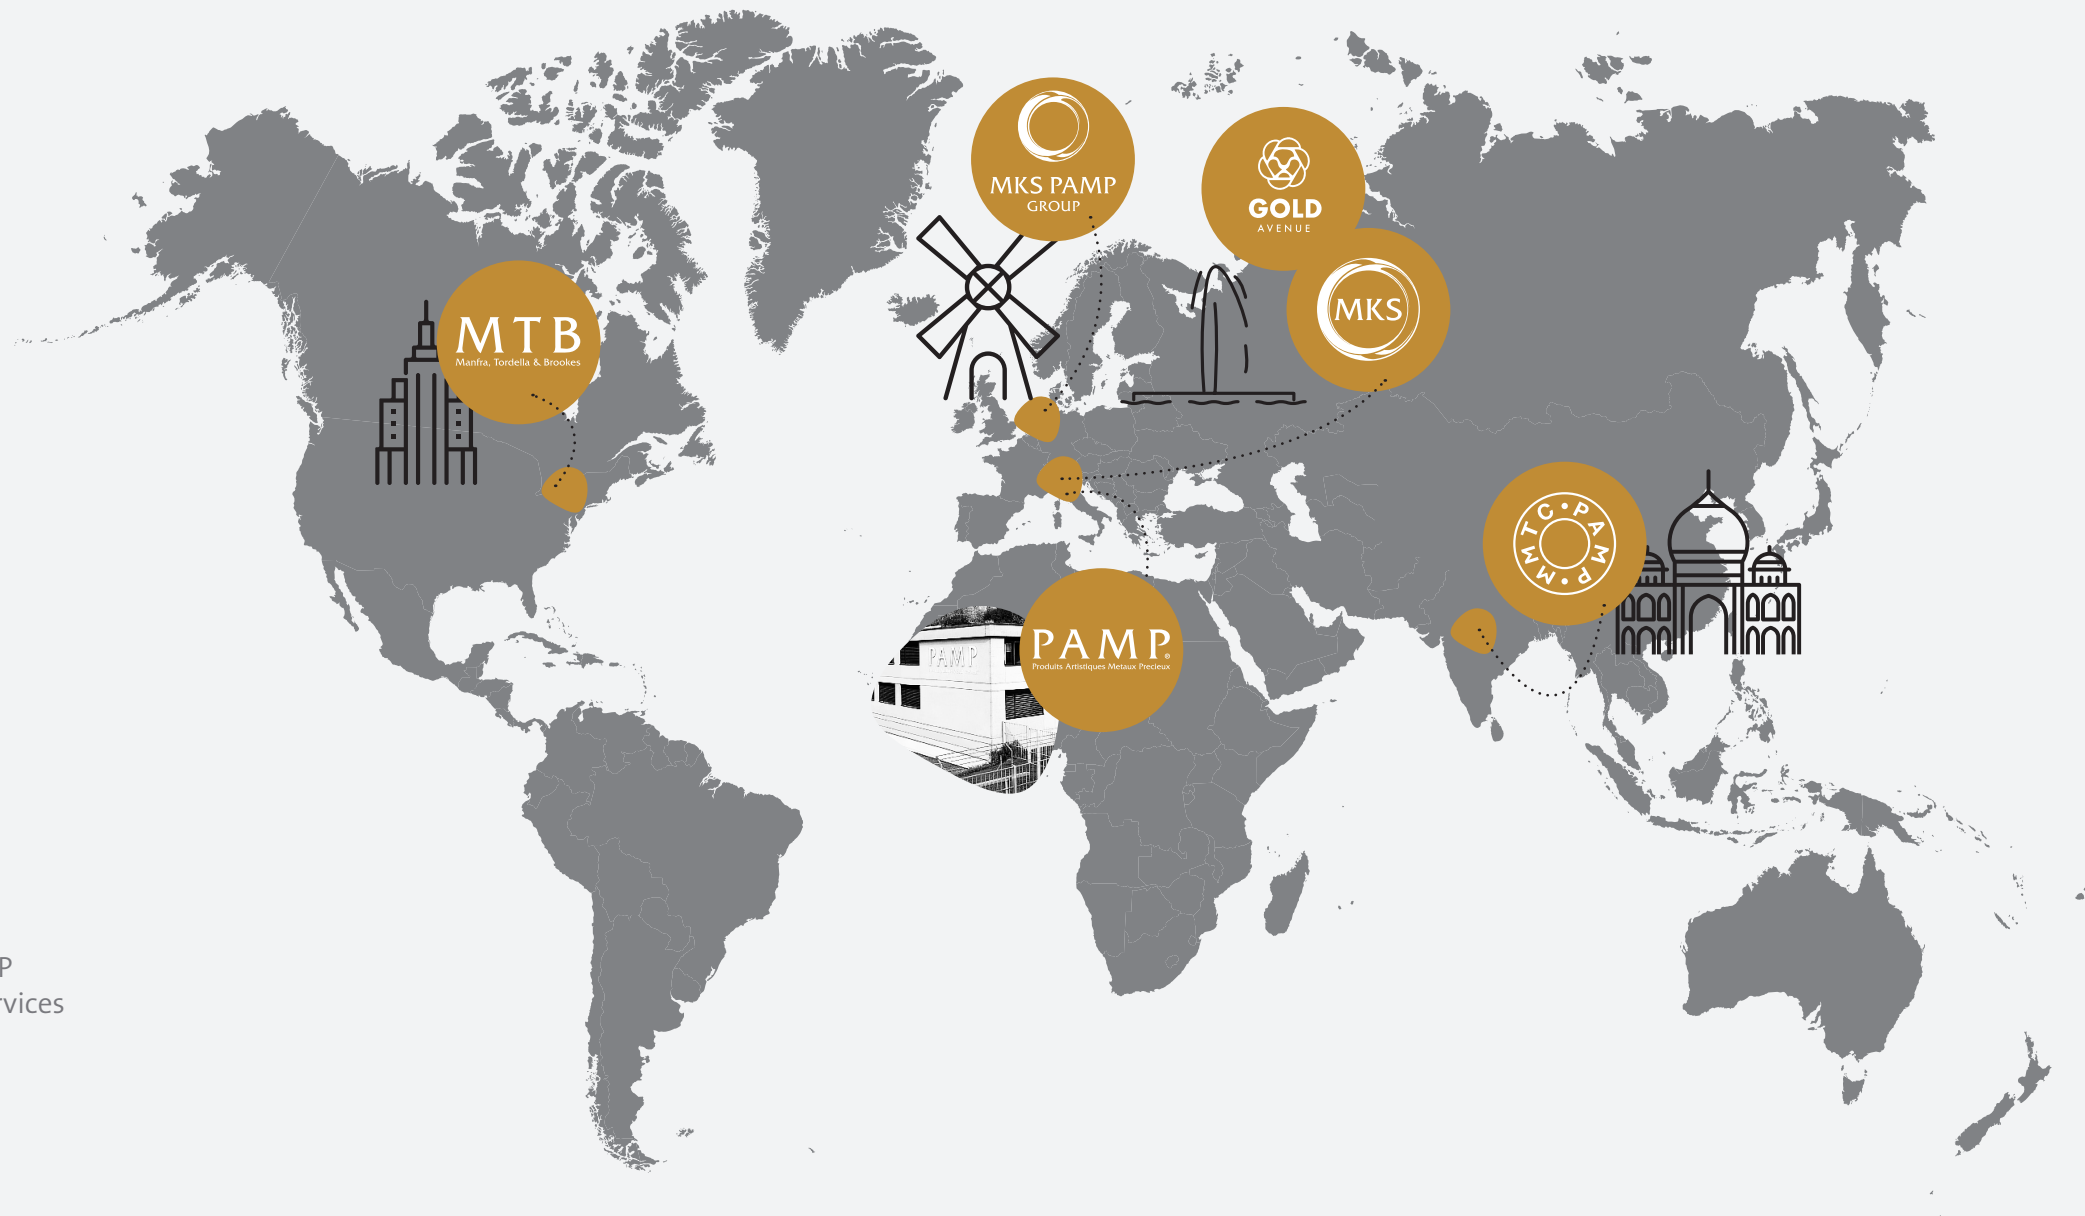 MKS PAMP
GROUP
GOLD
AVENUE
MKS
MTB
Manfra, Tordella & Brookes
MMTC • PAMP •
PAMP
PAMP®
Produits Artistiques Metaux Precieux
P
rvices